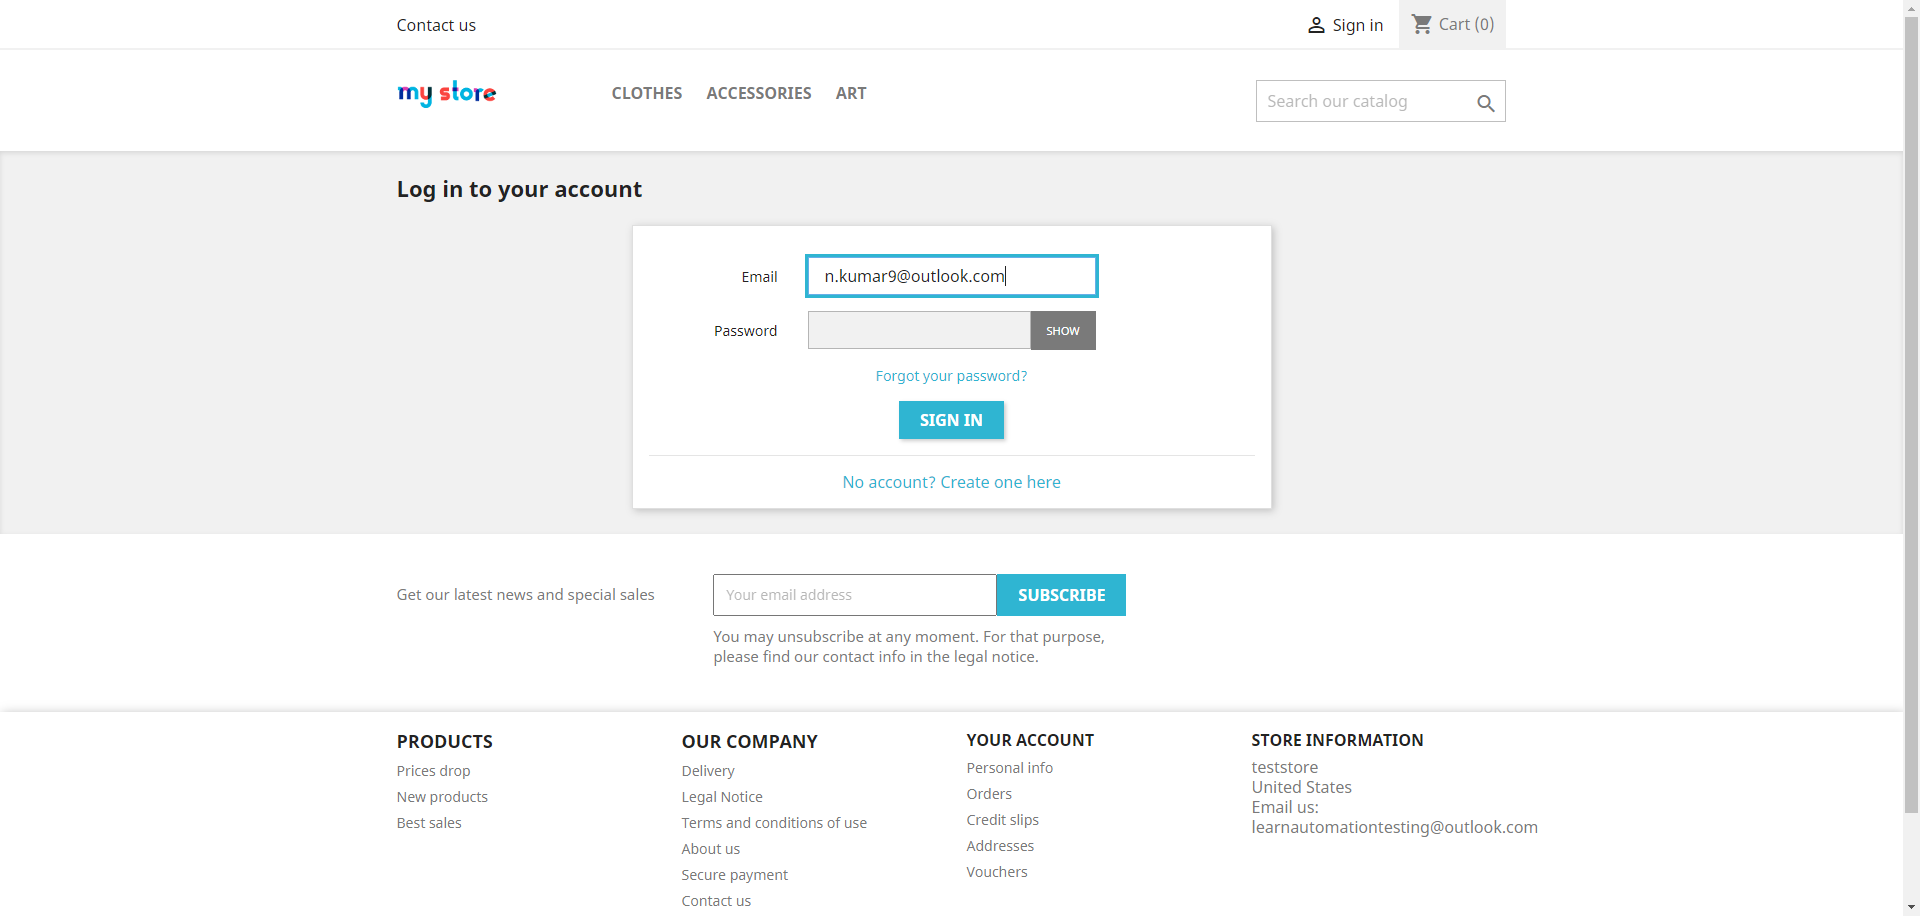 Contact us
Sign in
Cart (0)
my store
CLOTHES ACCESSORIES ART
Search our catalog
Log in to your account
Email n.kumar9@outlook.com
Password SHOW
Forgot your password?
SIGN IN
No account? Create one here
Get our latest news and special sales
Your email address SUBSCRIBE
You may unsubscribe at any moment. For that purpose,
please find our contact info in the legal notice.
PRODUCTS
Prices drop
New products
Best sales
OUR COMPANY
Delivery
Legal Notice
Terms and conditions of use
About us
Secure payment
Contact us
YOUR ACCOUNT
Personal info
Orders
Credit slips
Addresses
Vouchers
STORE INFORMATION
teststore
United States
Email us:
learnautomationtesting@outlook.com